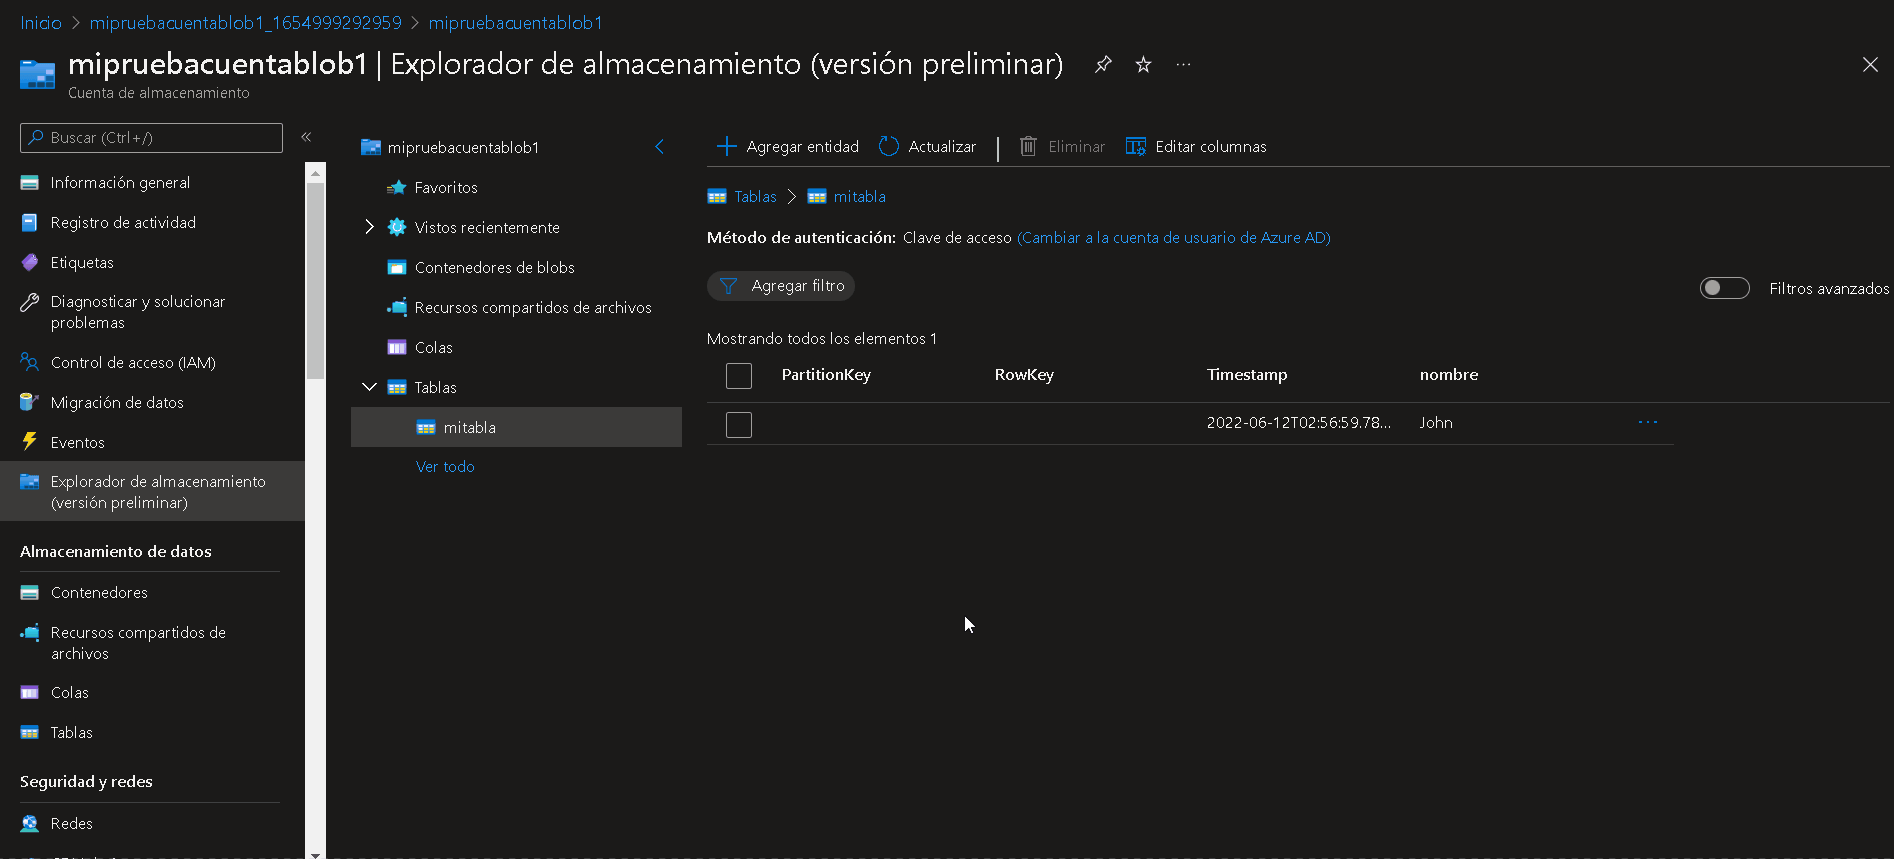 Inicio > mipruebacuentablob1_1654999292959 > mipruebacuentablob1
mipruebacuentablob1 | Explorador de almacenamiento (versión preliminar) ...
Cuenta de almacenamiento
Buscar (Ctrl+/)
Información general
Registro de actividad
Etiquetas
Diagnosticar y solucionar
problemas
Control de acceso (IAM)
Migración de datos
Eventos
Explorador de almacenamiento
(versión preliminar)
Almacenamiento de datos
Contenedores
Recursos compartidos de
archivos
Colas
Tablas
Seguridad y redes
Redes
mipruebacuentablob1
Favoritos
Vistos recientemente
Contenedores de blobs
Recursos compartidos de archivos
Colas
Tablas
mitabla
Ver todo
Agregar entidad Actualizar | Eliminar Editar columnas
Tablas > mitabla
Método de autenticación: Clave de acceso (Cambiar a la cuenta de usuario de Azure AD)
Agregar filtro
Filtros avanzados
Mostrando todos los elementos 1
PartitionKey RowKey Timestamp nombre
2022-06-12T02:56:59.78... John ...